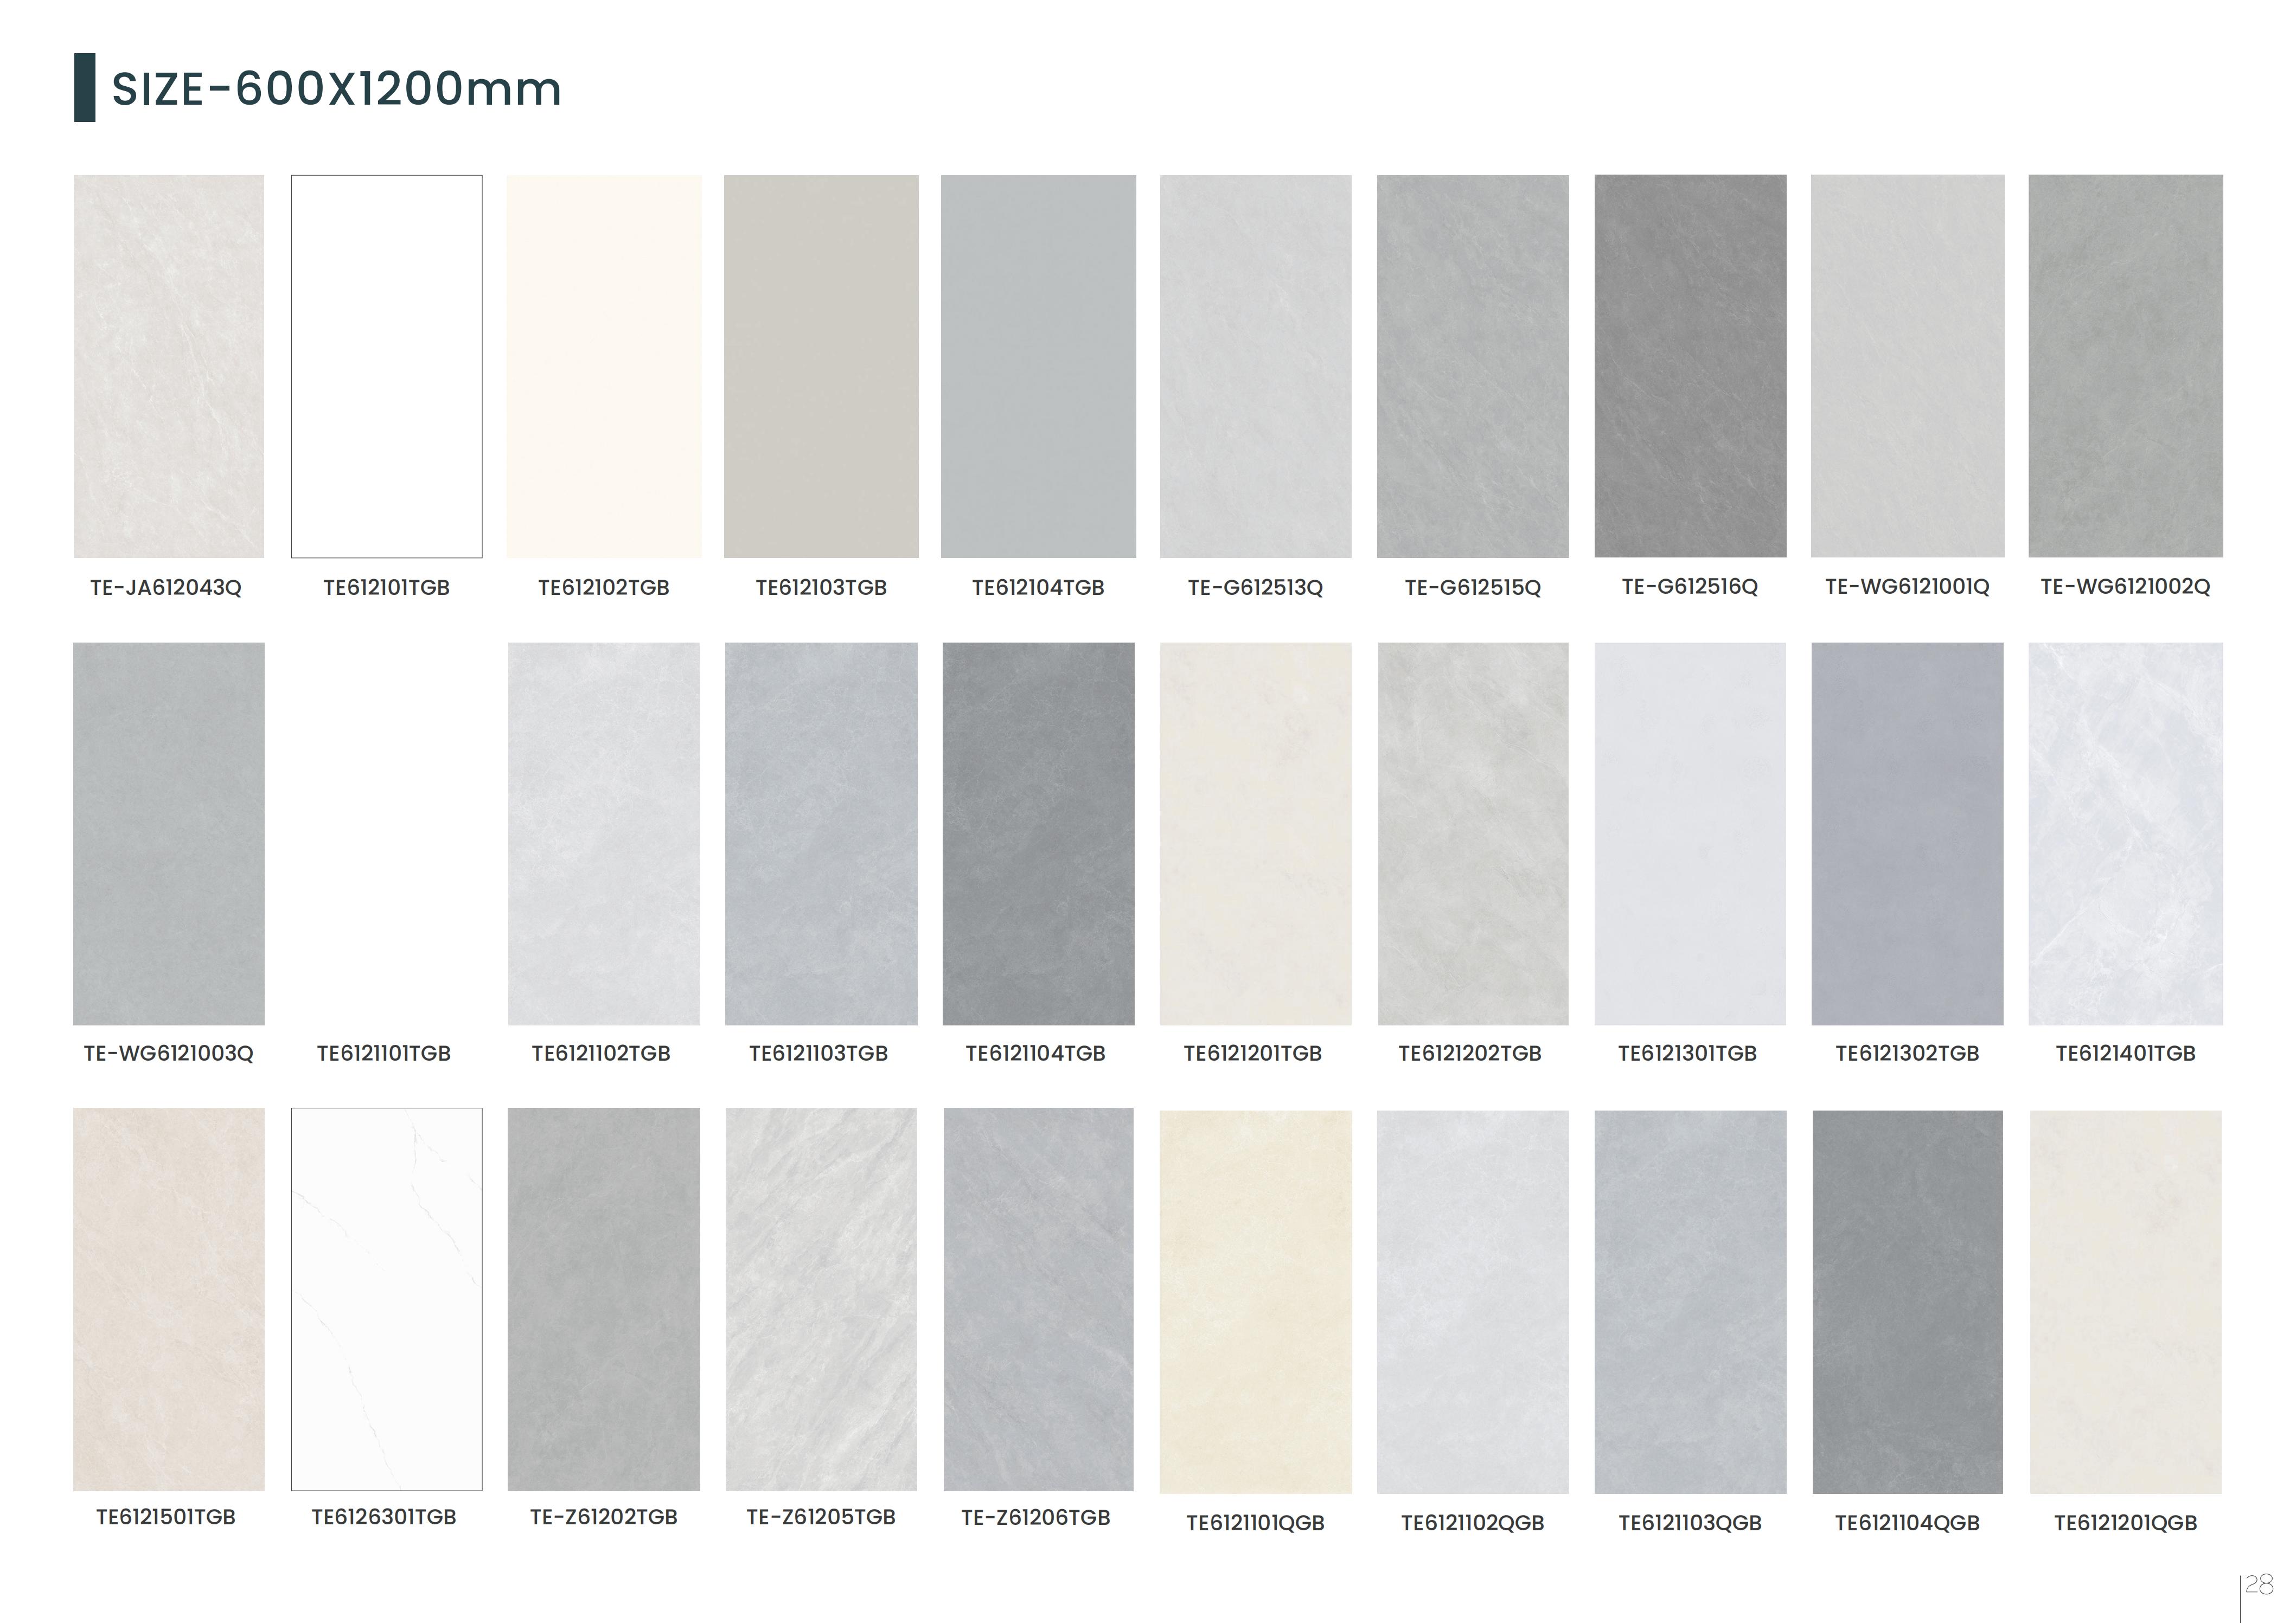 SIZE-600X1200mm
TE-JA612043Q TE612101TGB TE612102TGB TE612103TGB TE612104TGB TE-G612513Q TE-G612515Q TE-G612516Q TE-WG6121001Q TE-WG6121002Q
TE-WG6121003Q TE6121101TGB TE6121102TGB TE6121103TGB TE6121104TGB TE6121201TGB TE6121202TGB TE6121301TGB TE6121302TGB TE6121401TGB
TE6121501TGB TE6126301TGB TE-Z61202TGB TE-Z61205TGB TE-Z61206TGB TE6121101QGB TE6121102QGB TE6121103QGB TE6121104QGB TE6121201QGB
28